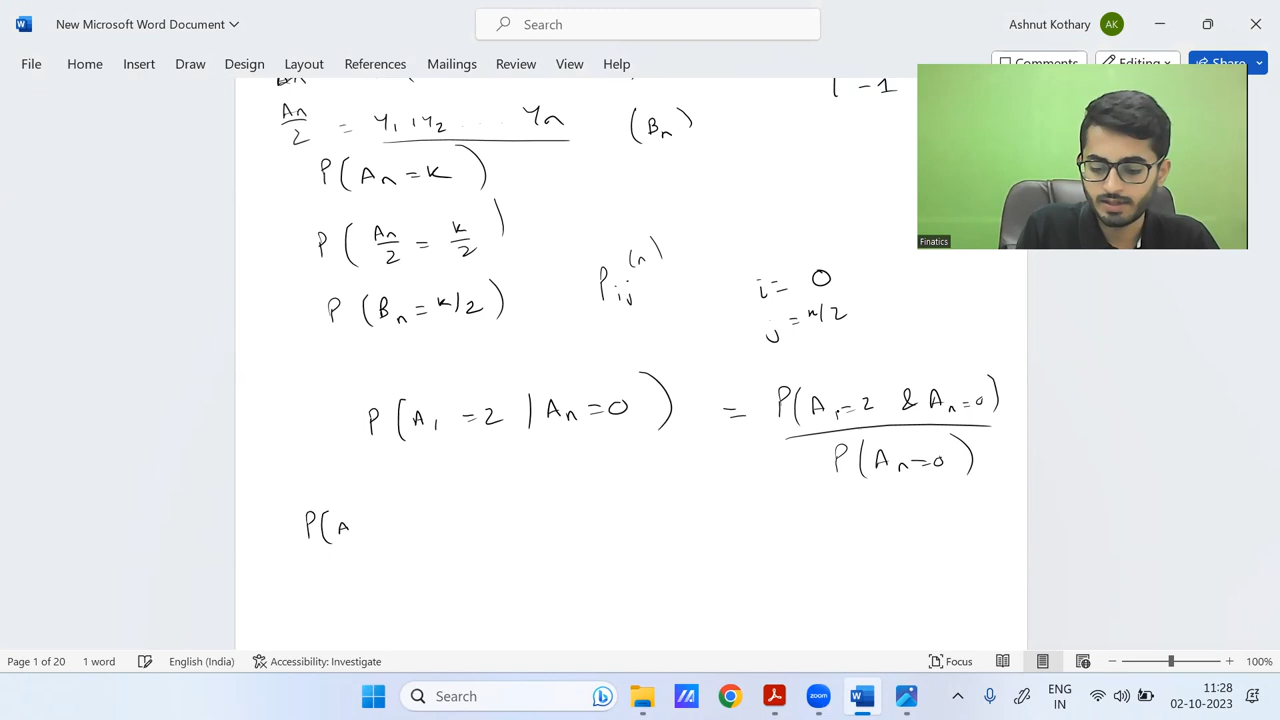 New Microsoft Word Document
Search
Ashnut Kothary
AK
File Home Insert Draw Layout References Mailings Review View Help
Comments
Editing
Share
1 -1
An/2 = Y1, Y2 ... Yn (Bn)
P(An = k)
P(An/2 = k/2)
Pij(n)
i = 0
P(Bn = k/2)
P(A1 = 2 | An = 0) = P(A1 = 2 & An = 0) / P(An = 0)
P(A
Finatics
Page 1 of 20 1 word English (India) Accessibility: Investigate Focus 100%
Search
zoom
ENG
IN
11:28
02-10-2023